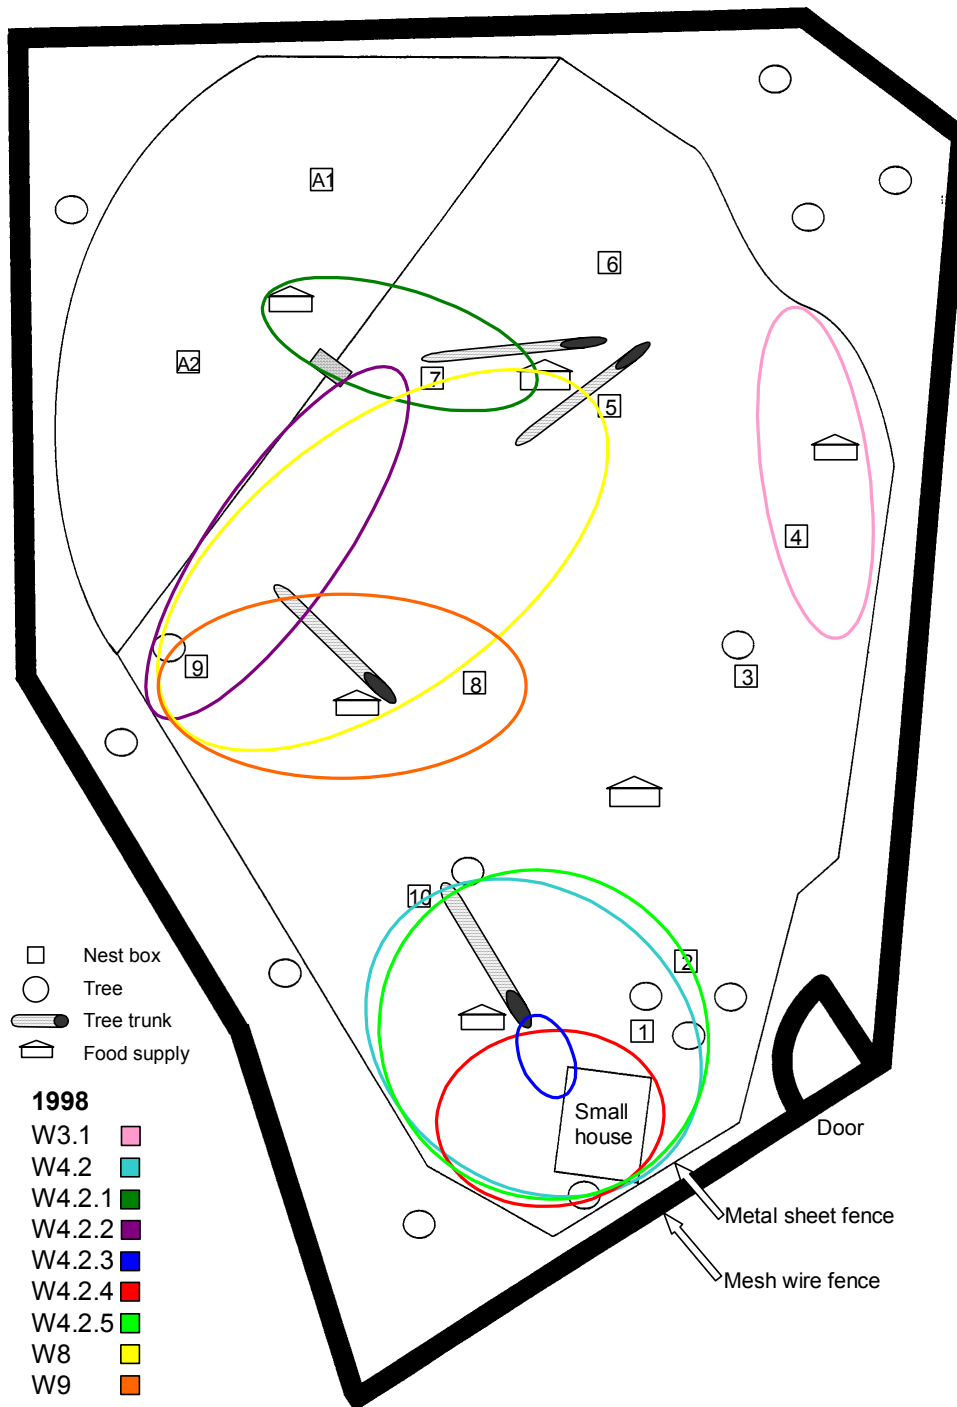 A1
6
A2
7
5
4
9
8
3
10
2
1
Small
house
Door
Metal sheet fence
Mesh wire fence
Nest box
Tree
Tree trunk
Food supply
1998
W3.1
W4.2
W4.2.1
W4.2.2
W4.2.3
W4.2.4
W4.2.5
W8
W9